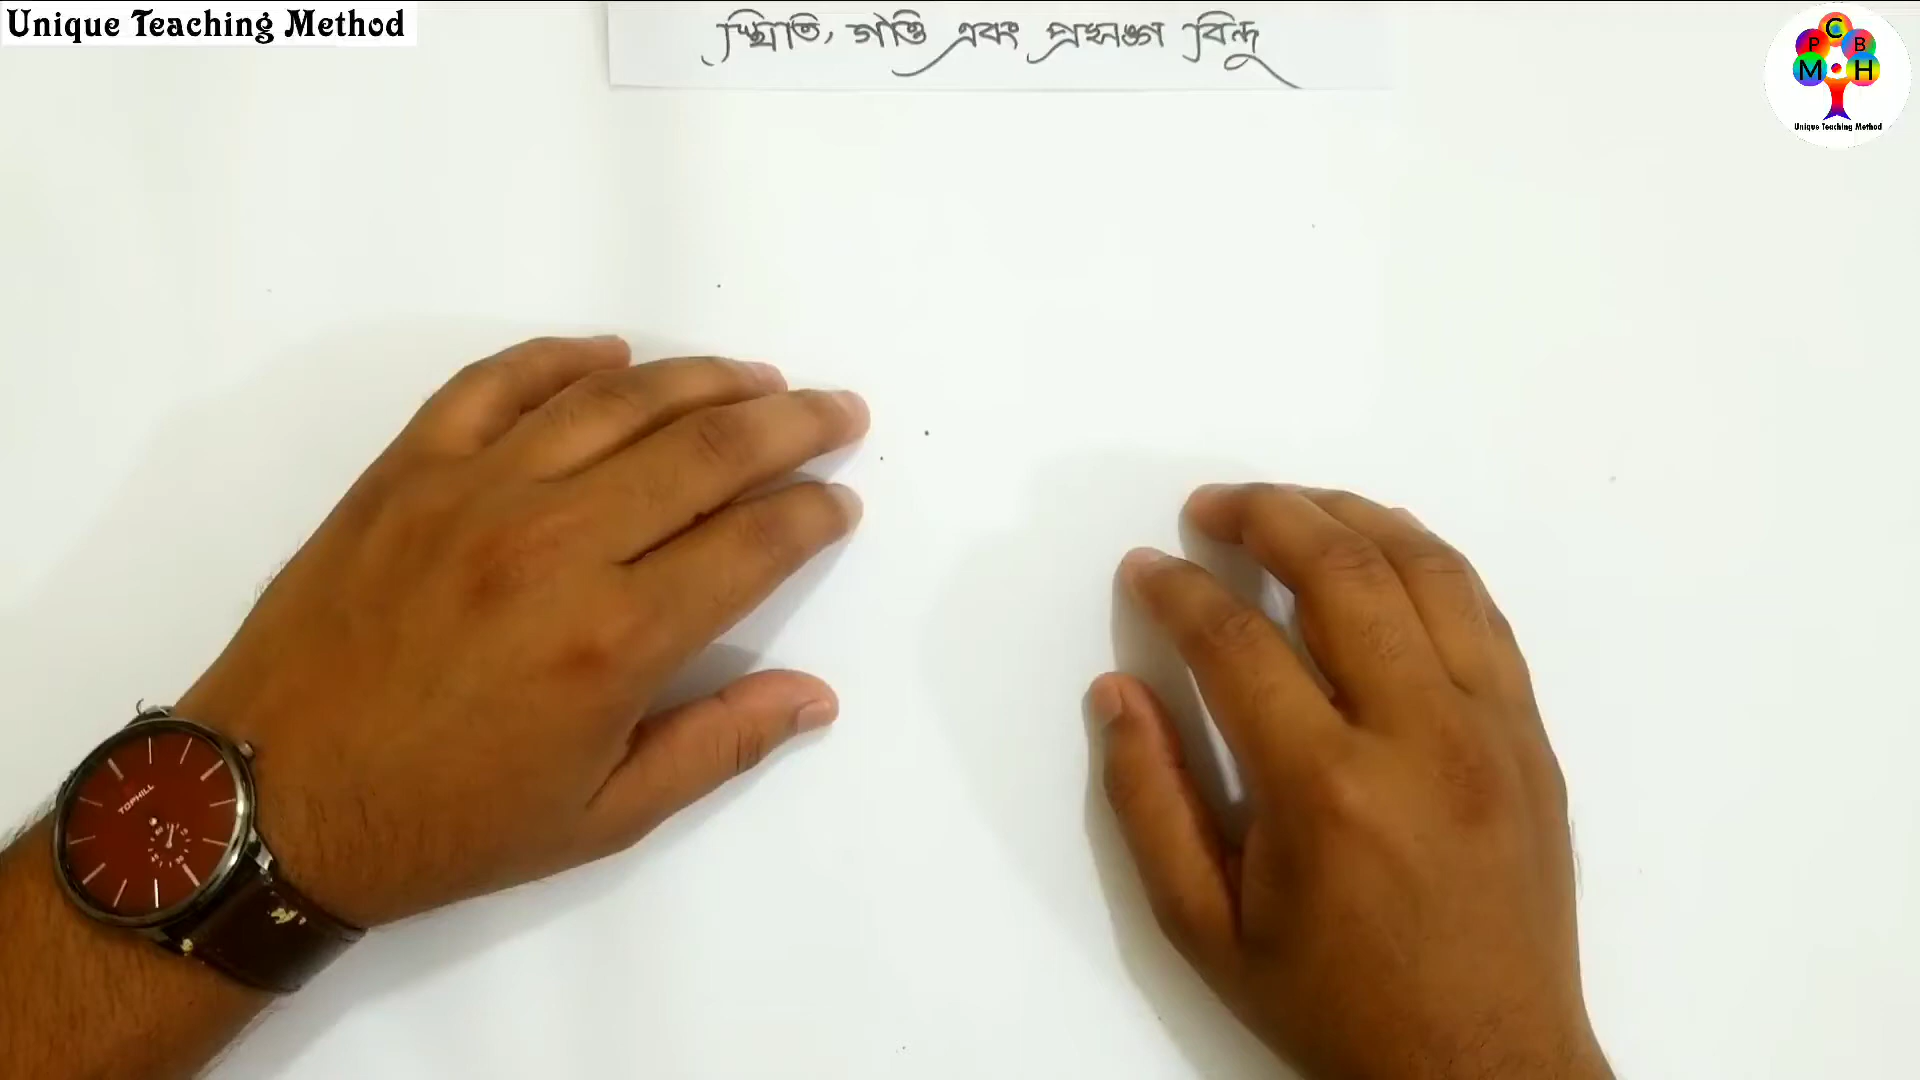 Unique Teaching Method
স্থিতি, গতি এবং প্রসঙ্গ বিন্দু
C
P B
M H
Unique Teaching Method
TOPHILL